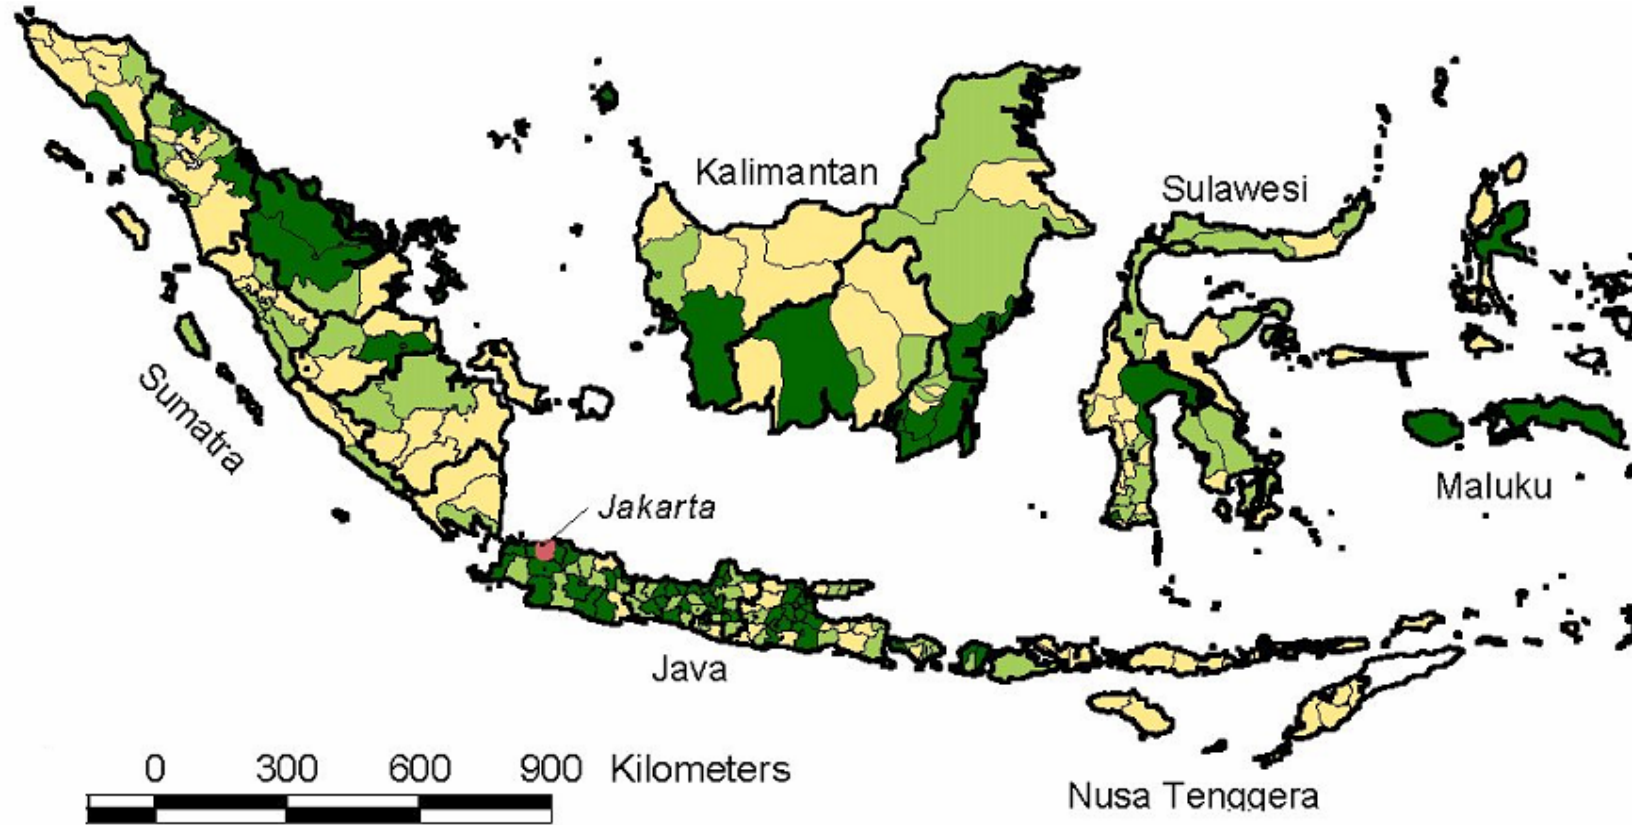 Kalimantan
Sulawesi
Sumatra
Maluku
Jakarta
Java
0 300 600 900 Kilometers
Nusa Tenggera